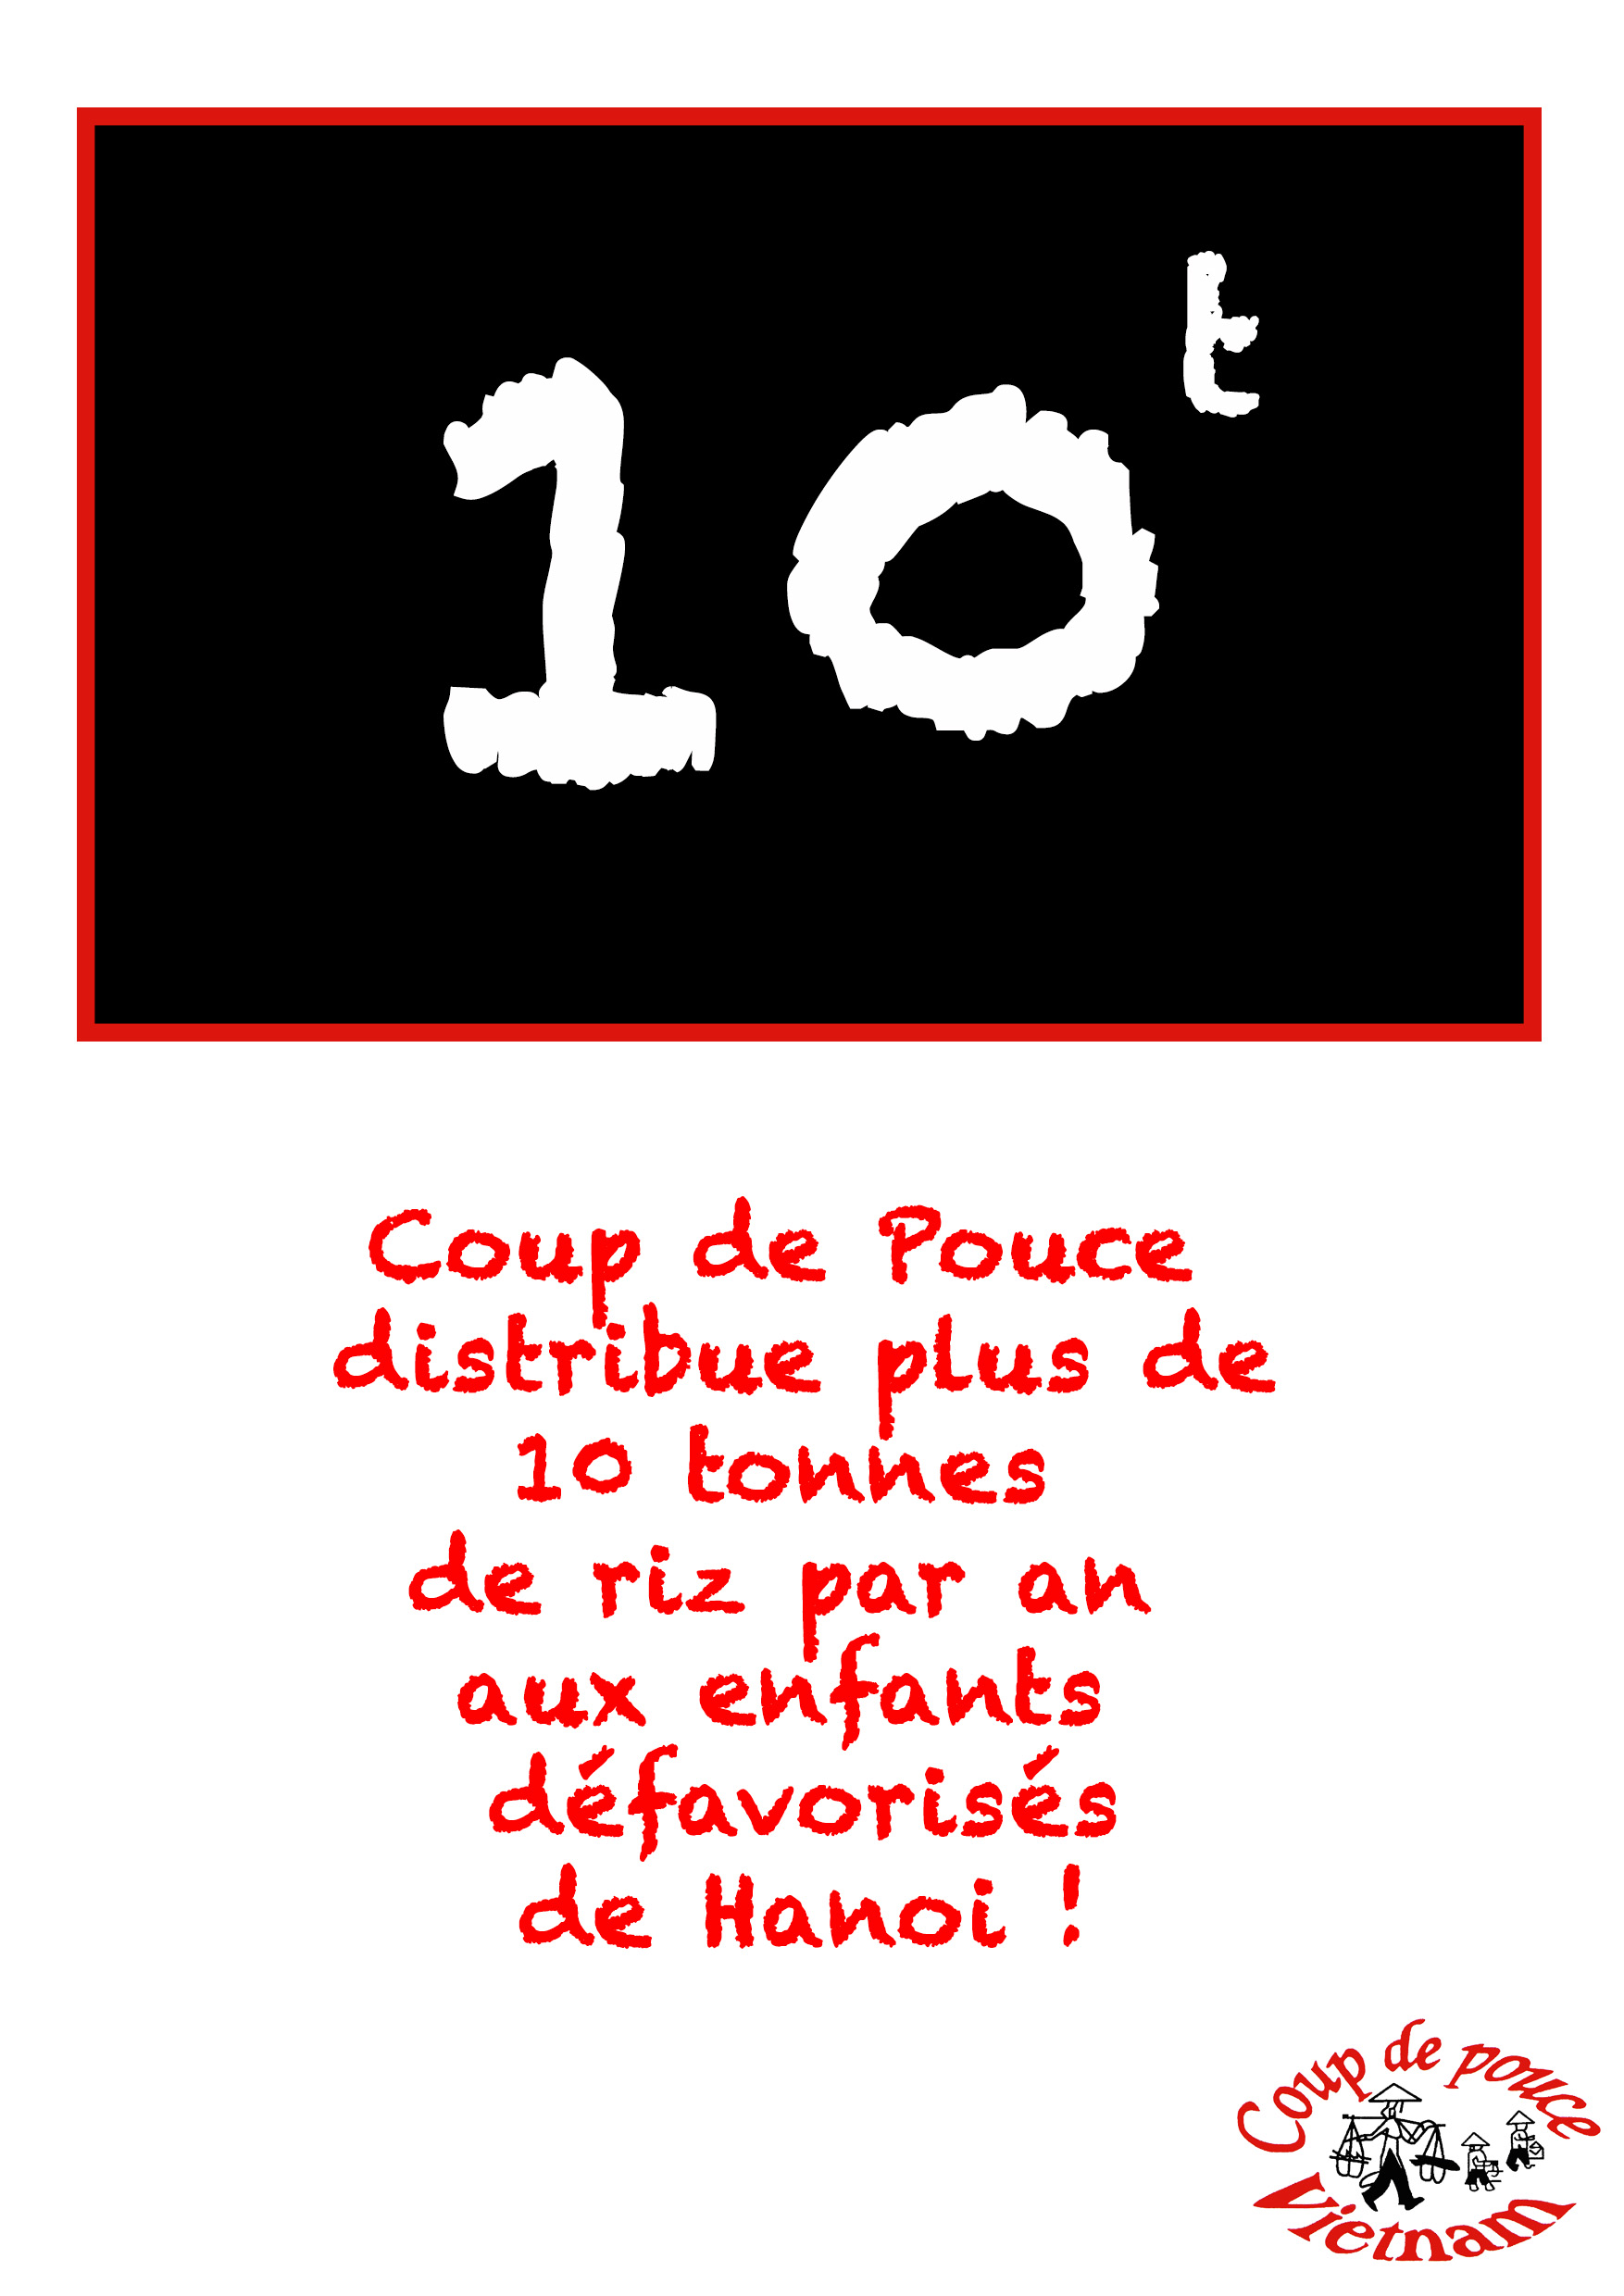 10 t
Coup de Pouce
distribue plus de
10 tonnes
de riz par an
aux enfants
défavorisés
de Hanoi !
Coup de pouce
Vietnam